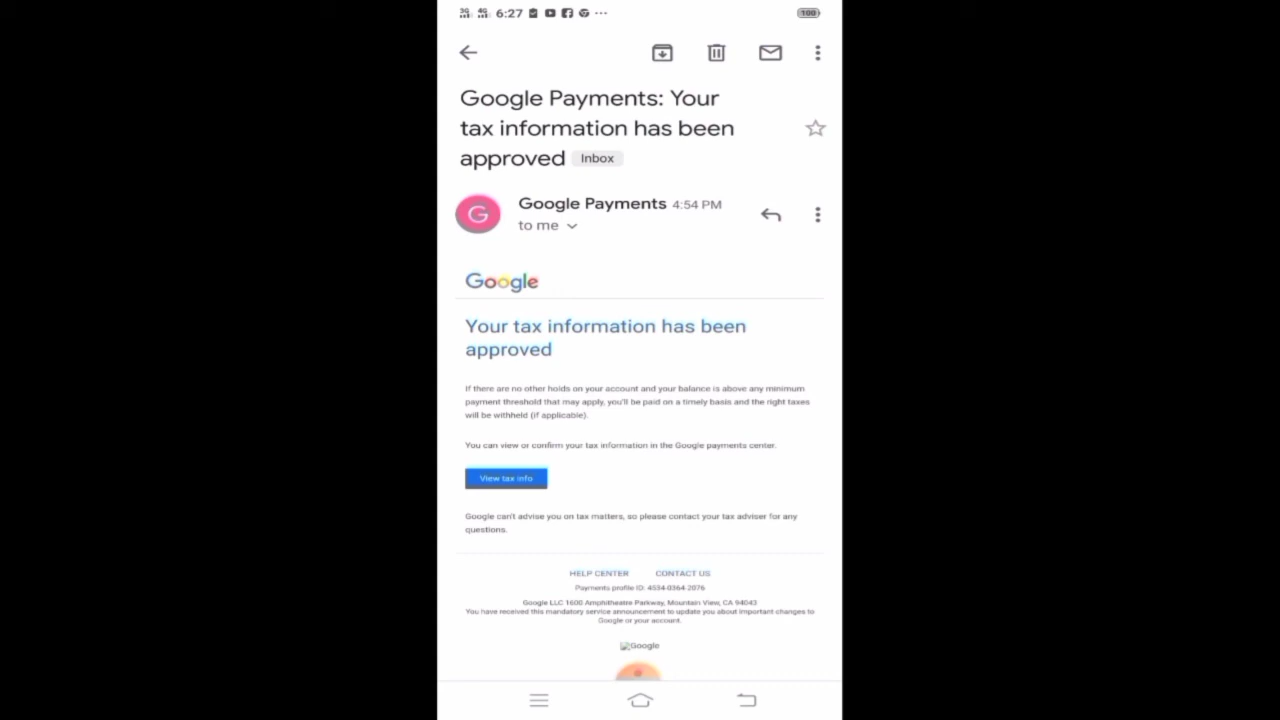 3G 4G 6:27 ... 100
Google Payments: Your
tax information has been
approved Inbox
G Google Payments 4:54 PM
to me
Google
Your tax information has been
approved
If there are no other holds on your account and your balance is above any minimum
payment threshold that may apply, you'll be paid on a timely basis and the right taxes
will be withheld (if applicable).
You can view or confirm your tax information in the Google payments center.
View tax info
Google can't advise you on tax matters, so please contact your tax adviser for any
questions.
HELP CENTER CONTACT US
Payments profile ID: 4534-0364-2076
Google LLC 1600 Amphitheatre Parkway, Mountain View, CA 94043
You have received this mandatory service announcement to update you about important changes to
Google or your account.
Google